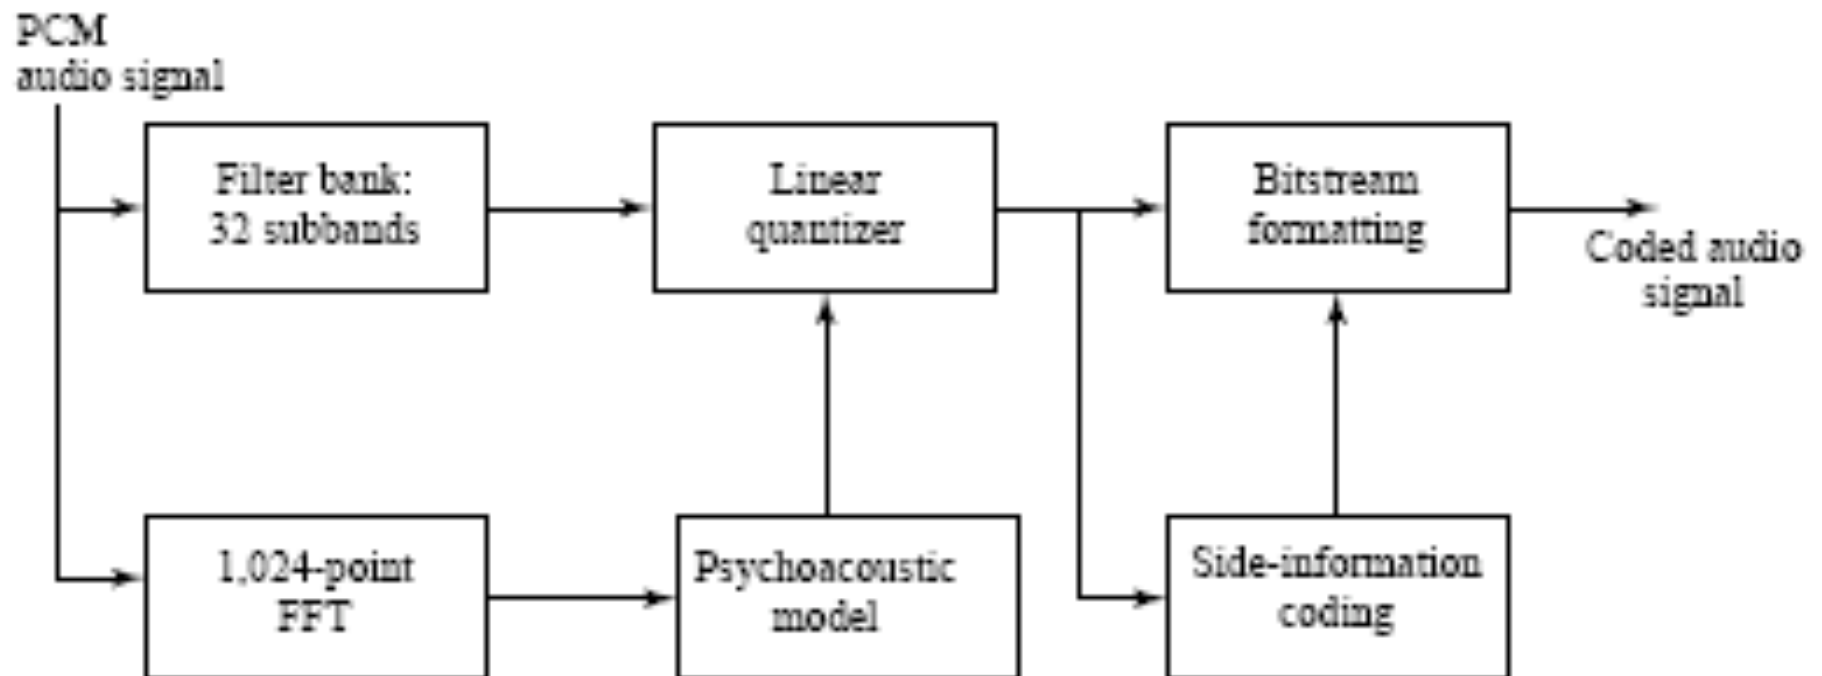 PCM
audio signal
Filter bank:
32 subbands
Linear
quantizer
Bitstream
formatting
Coded audio
signal
1,024-point
FFT
Psychoacoustic
model
Side-information
coding